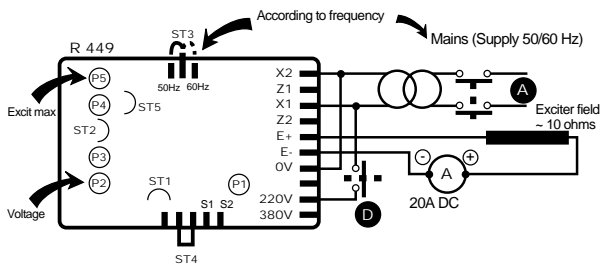 According to frequency
ST3
Mains (Supply 50/60 Hz)
R 449
50Hz 60Hz
P5
Excit max
P4
ST5
ST2
P3
P2
Voltage
ST1
P1
S1 S2
ST4
X2
Z1
X1
Z2
E+
E-
0V
220V
380V
A
Exciter field
~ 10 ohms
- A +
20A DC
D